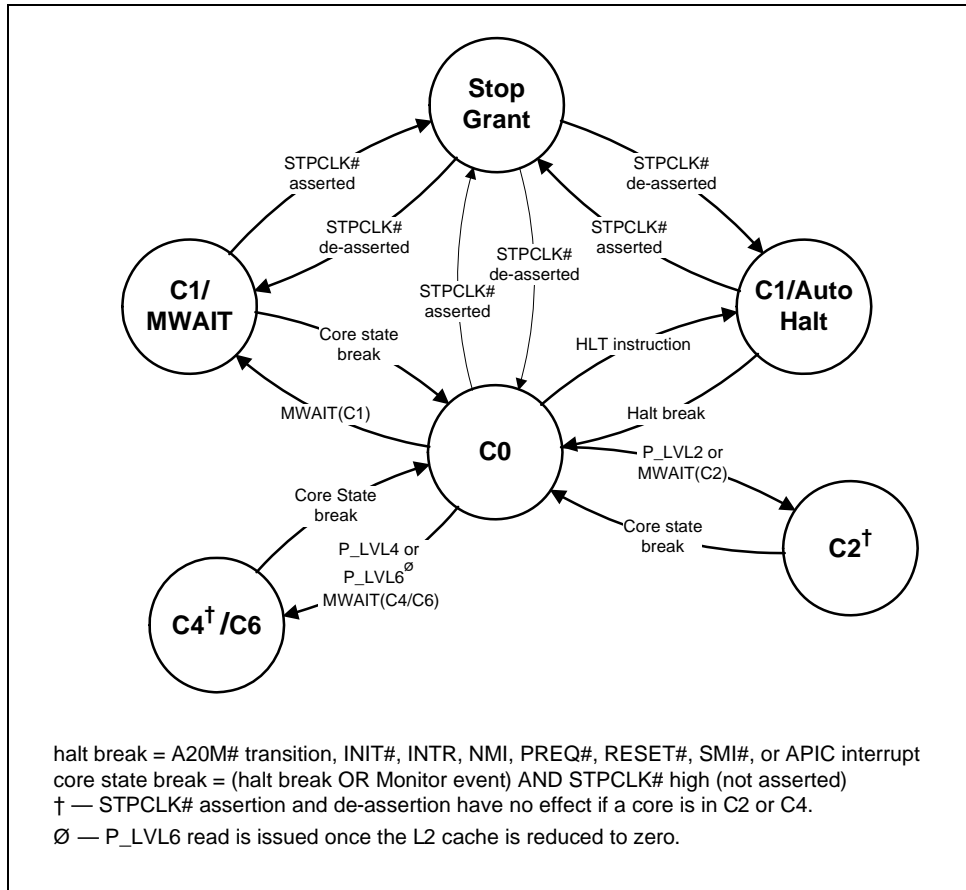 Stop
Grant
STPCLK#
asserted
STPCLK#
de-asserted
STPCLK#
de-asserted
STPCLK#
asserted
STPCLK#
de-asserted
STPCLK#
asserted
C1/
MWAIT
C1/Auto
Halt
Core state
break
HLT instruction
MWAIT(C1)
Halt break
C0
P_LVL2 or
MWAIT(C2)
Core State
break
Core state
break
C2†
P_LVL4 or
P_LVL6Ø
MWAIT(C4/C6)
C4† /C6
halt break = A20M# transition, INIT#, INTR, NMI, PREQ#, RESET#, SMI#, or APIC interrupt
core state break = (halt break OR Monitor event) AND STPCLK# high (not asserted)
† — STPCLK# assertion and de-assertion have no effect if a core is in C2 or C4.
Ø — P_LVL6 read is issued once the L2 cache is reduced to zero.